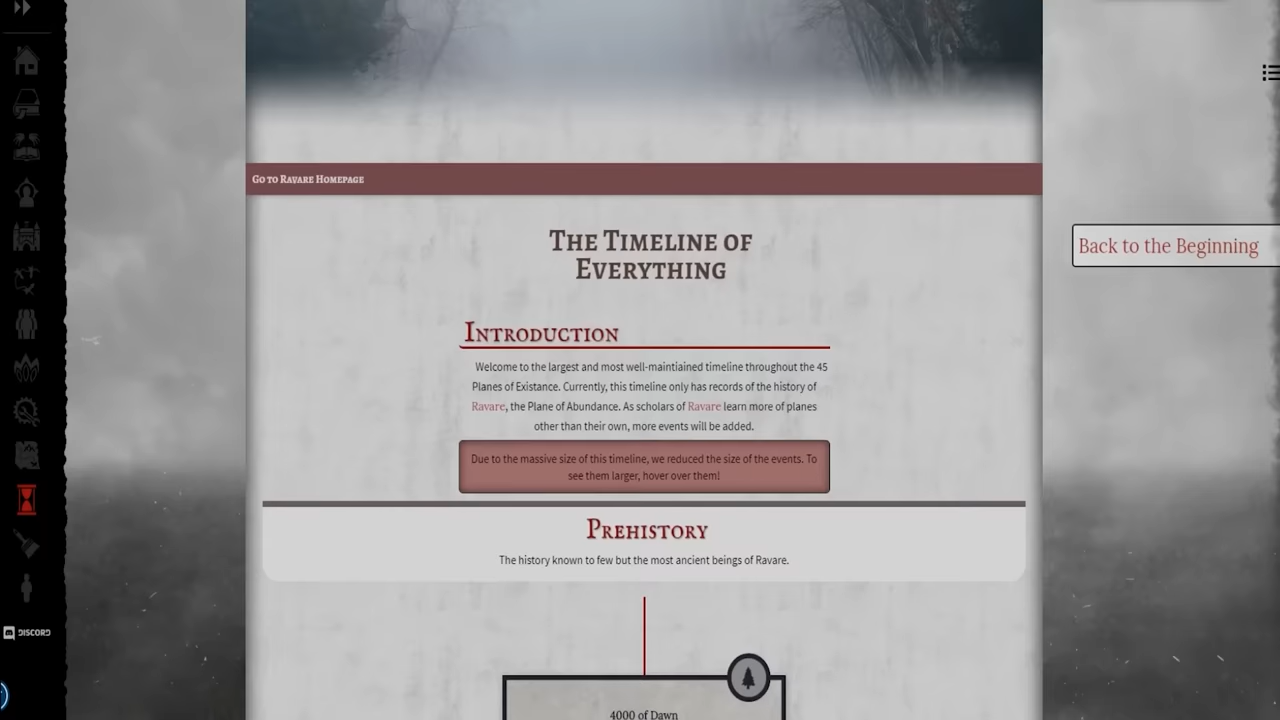 Go to Ravare Homepage
The Timeline of
Everything
Back to the Beginning
Introduction
Welcome to the largest and most well-maintiained timeline throughout the 45
Planes of Existance. Currently, this timeline only has records of the history of
Ravare, the Plane of Abundance. As scholars of Ravare learn more of planes
other than their own, more events will be added.
Due to the massive size of this timeline, we reduced the size of the events. To
see them larger, hover over them!
Prehistory
The history known to few but the most ancient beings of Ravare.
DISCORD
4000 of Dawn